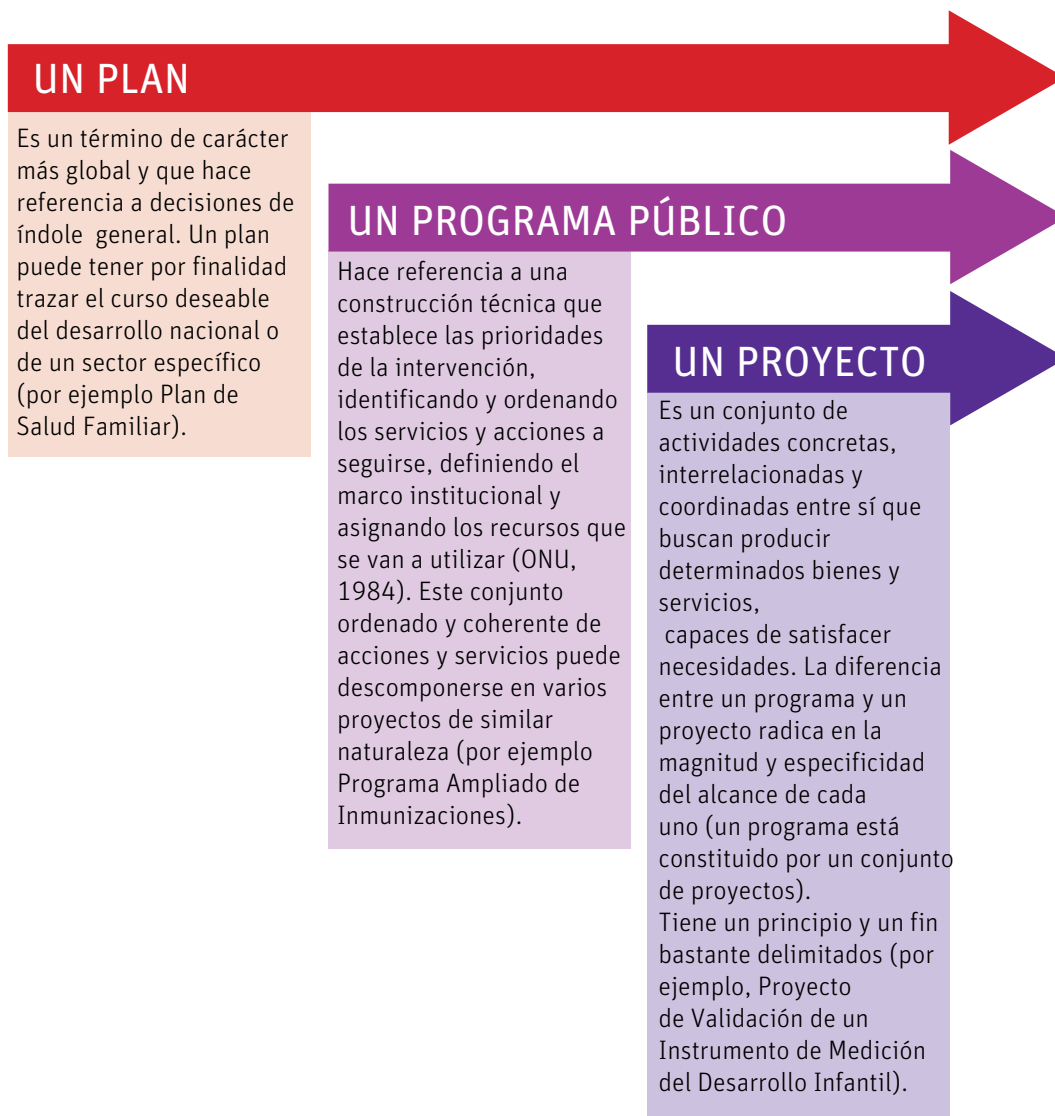 UN PLAN
Es un término de carácter
más global y que hace
referencia a decisiones de
índole general. Un plan
puede tener por finalidad
trazar el curso deseable
del desarrollo nacional o
de un sector específico
(por ejemplo Plan de
Salud Familiar).
UN PROGRAMA PÚBLICO
Hace referencia a una
construcción técnica que
establece las prioridades
de la intervención,
identificando y ordenando
los servicios y acciones a
seguirse, definiendo el
marco institucional y
asignando los recursos que
se van a utilizar (ONU,
1984). Este conjunto
ordenado y coherente de
acciones y servicios puede
descomponerse en varios
proyectos de similar
naturaleza (por ejemplo
Programa Ampliado de
Inmunizaciones).
UN PROYECTO
Es un conjunto de
actividades concretas,
interrelacionadas y
coordinadas entre sí que
buscan producir
determinados bienes y
servicios,
capaces de satisfacer
necesidades. La diferencia
entre un programa y un
proyecto radica en la
magnitud y especificidad
del alcance de cada
uno (un programa está
constituido por un conjunto
de proyectos).
Tiene un principio y un fin
bastante delimitados (por
ejemplo, Proyecto
de Validación de un
Instrumento de Medición
del Desarrollo Infantil).